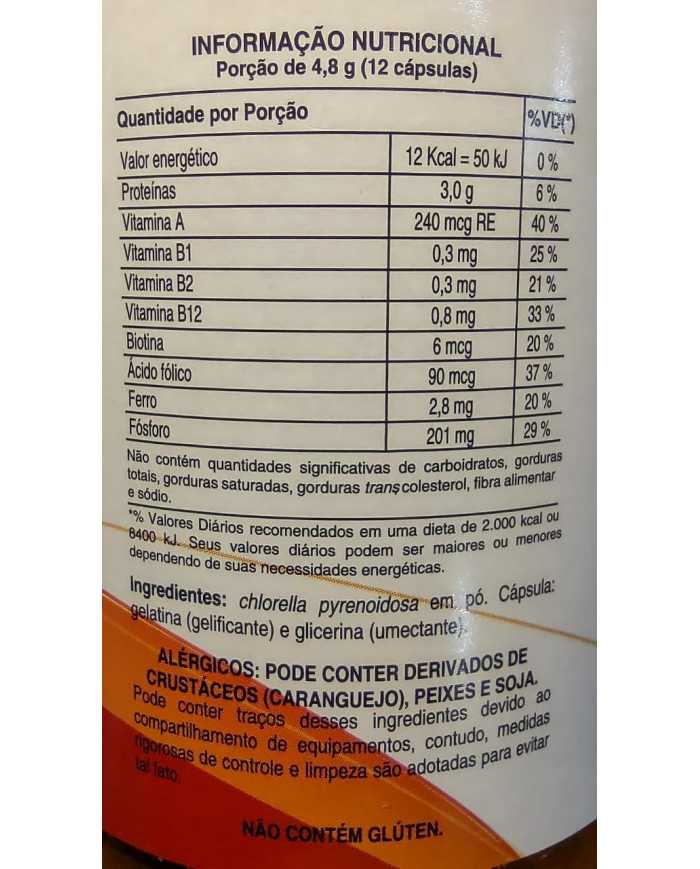 INFORMAÇÃO NUTRICIONAL
Porção de 4,8 g (12 cápsulas)
Quantidade por Porção %VD(*)
Valor energético 12 Kcal = 50 kJ 0 %
Proteínas 3,0 g 6 %
Vitamina A 240 mcg RE 40 %
Vitamina B1 0,3 mg 25 %
Vitamina B2 0,3 mg 21 %
Vitamina B12 0,8 mg 33 %
Biotina 6 mcg 20 %
Ácido fólico 90 mcg 37 %
Ferro 2,8 mg 20 %
Fósforo 201 mg 29 %
Não contém quantidades significativas de carboidratos, gorduras
totais, gorduras saturadas, gorduras trans, colesterol, fibra alimentar
e sódio.
*% Valores Diários recomendados em uma dieta de 2.000 kcal ou
8400 kJ. Seus valores diários podem ser maiores ou menores
dependendo de suas necessidades energéticas.
Ingredientes: chlorella pyrenoidosa em pó. Cápsula:
gelatina (gelificante) e glicerina (umectante).
ALÉRGICOS: PODE CONTER DERIVADOS DE
CRUSTÁCEOS (CARANGUEJO), PEIXES E SOJA.
Pode conter traços desses ingredientes devido ao
compartilhamento de equipamentos, contudo, medidas
rigorosas de controle e limpeza são adotadas para evitar
tal fato.
NÃO CONTÉM GLÚTEN.